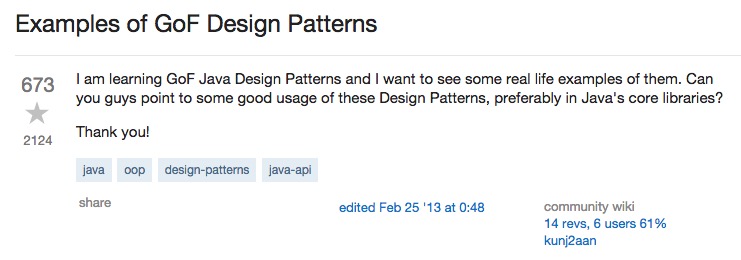 Examples of GoF Design Patterns
673
2124
I am learning GoF Java Design Patterns and I want to see some real life examples of them. Can
you guys point to some good usage of these Design Patterns, preferably in Java's core libraries?
Thank you!
java oop design-patterns java-api
share
edited Feb 25 '13 at 0:48
community wiki
14 revs, 6 users 61%
kunj2aan